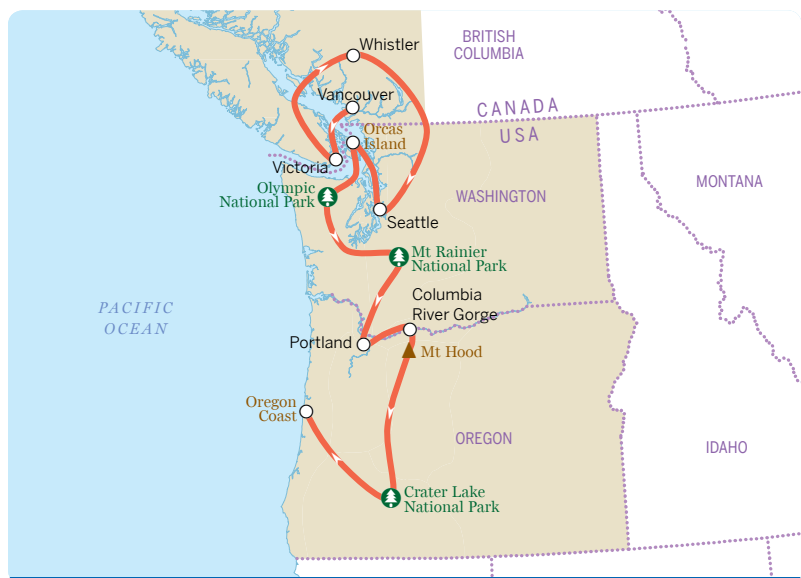 Whistler
BRITISH
COLUMBIA
Vancouver
CANADA
Orcas
Island
USA
Victoria
Olympic
National Park
WASHINGTON
MONTANA
Seattle
Mt Rainier
National Park
Columbia
River Gorge
PACIFIC
OCEAN
Portland
Mt Hood
Oregon
Coast
OREGON
IDAHO
Crater Lake
National Park